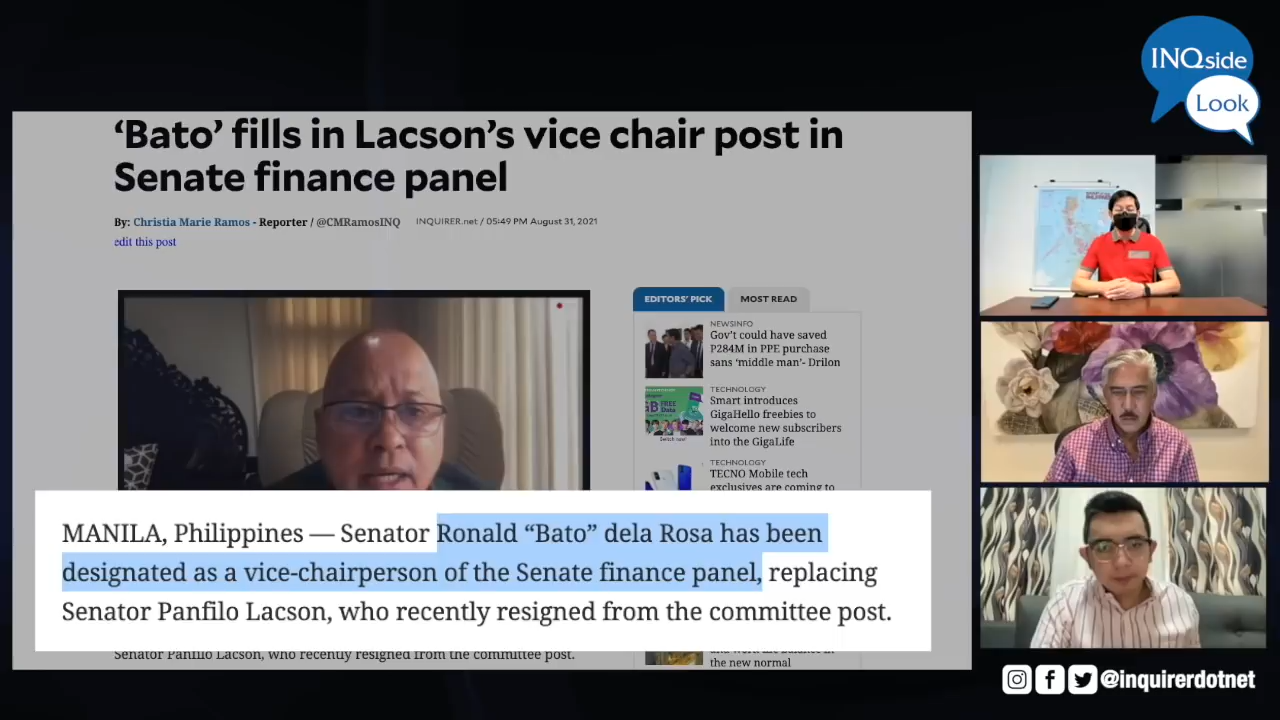 INQside
Look
‘Bato’ fills in Lacson’s vice chair post in
Senate finance panel
By: Christia Marie Ramos - Reporter / @CMRamosINQ INQUIRER.net / 05:49 PM August 31, 2021
edit this post
EDITORS' PICK
MOST READ
NEWSINFO
Gov’t could have saved
P284M in PPE purchase
sans ‘middle man’- Drilon
TECHNOLOGY
Smart introduces
GigaHello freebies to
welcome new subscribers
into the GigaLife
TECHNOLOGY
TECNO Mobile tech
exclusives are coming to
MANILA, Philippines — Senator Ronald “Bato” dela Rosa has been
designated as a vice-chairperson of the Senate finance panel, replacing
Senator Panfilo Lacson, who recently resigned from the committee post.
Senator Panfilo Lacson, who recently resigned from the committee post.
the new normal
@inquirerdotnet